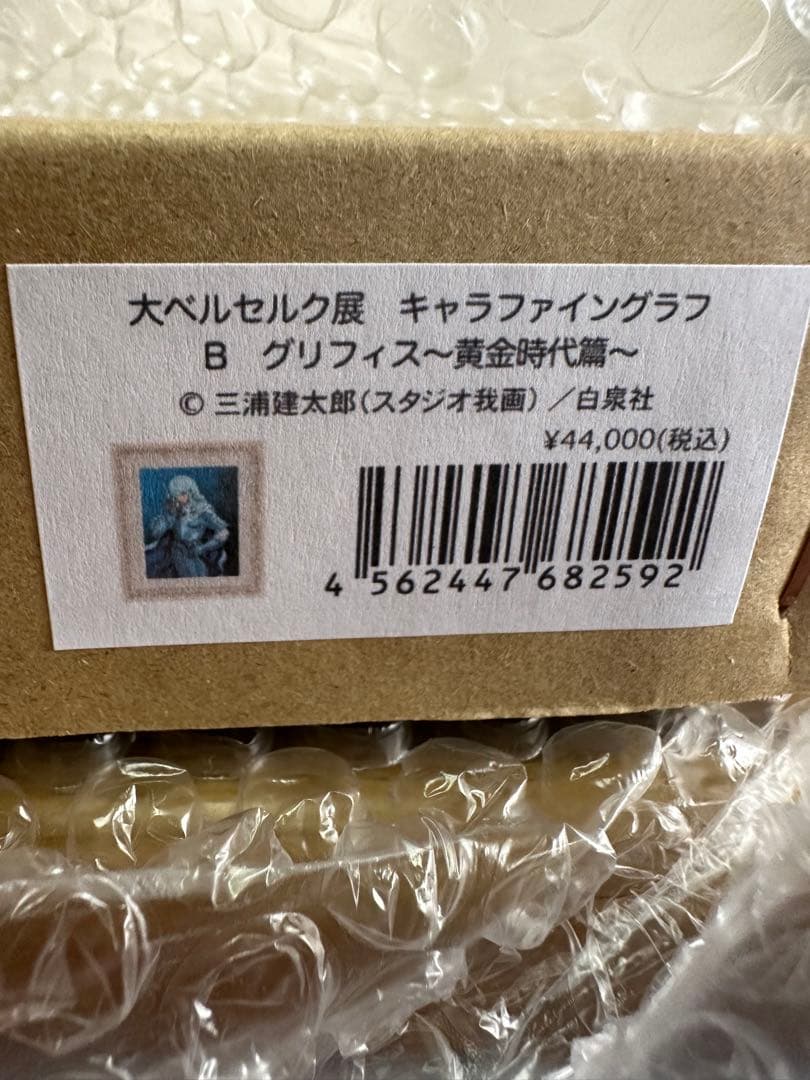 大ベルセルク展　キャラファイングラフ
B　グリフィス～黄金時代篇～
© 三浦建太郎（スタジオ我画）／白泉社
¥44,000(税込)
4 562447 682592